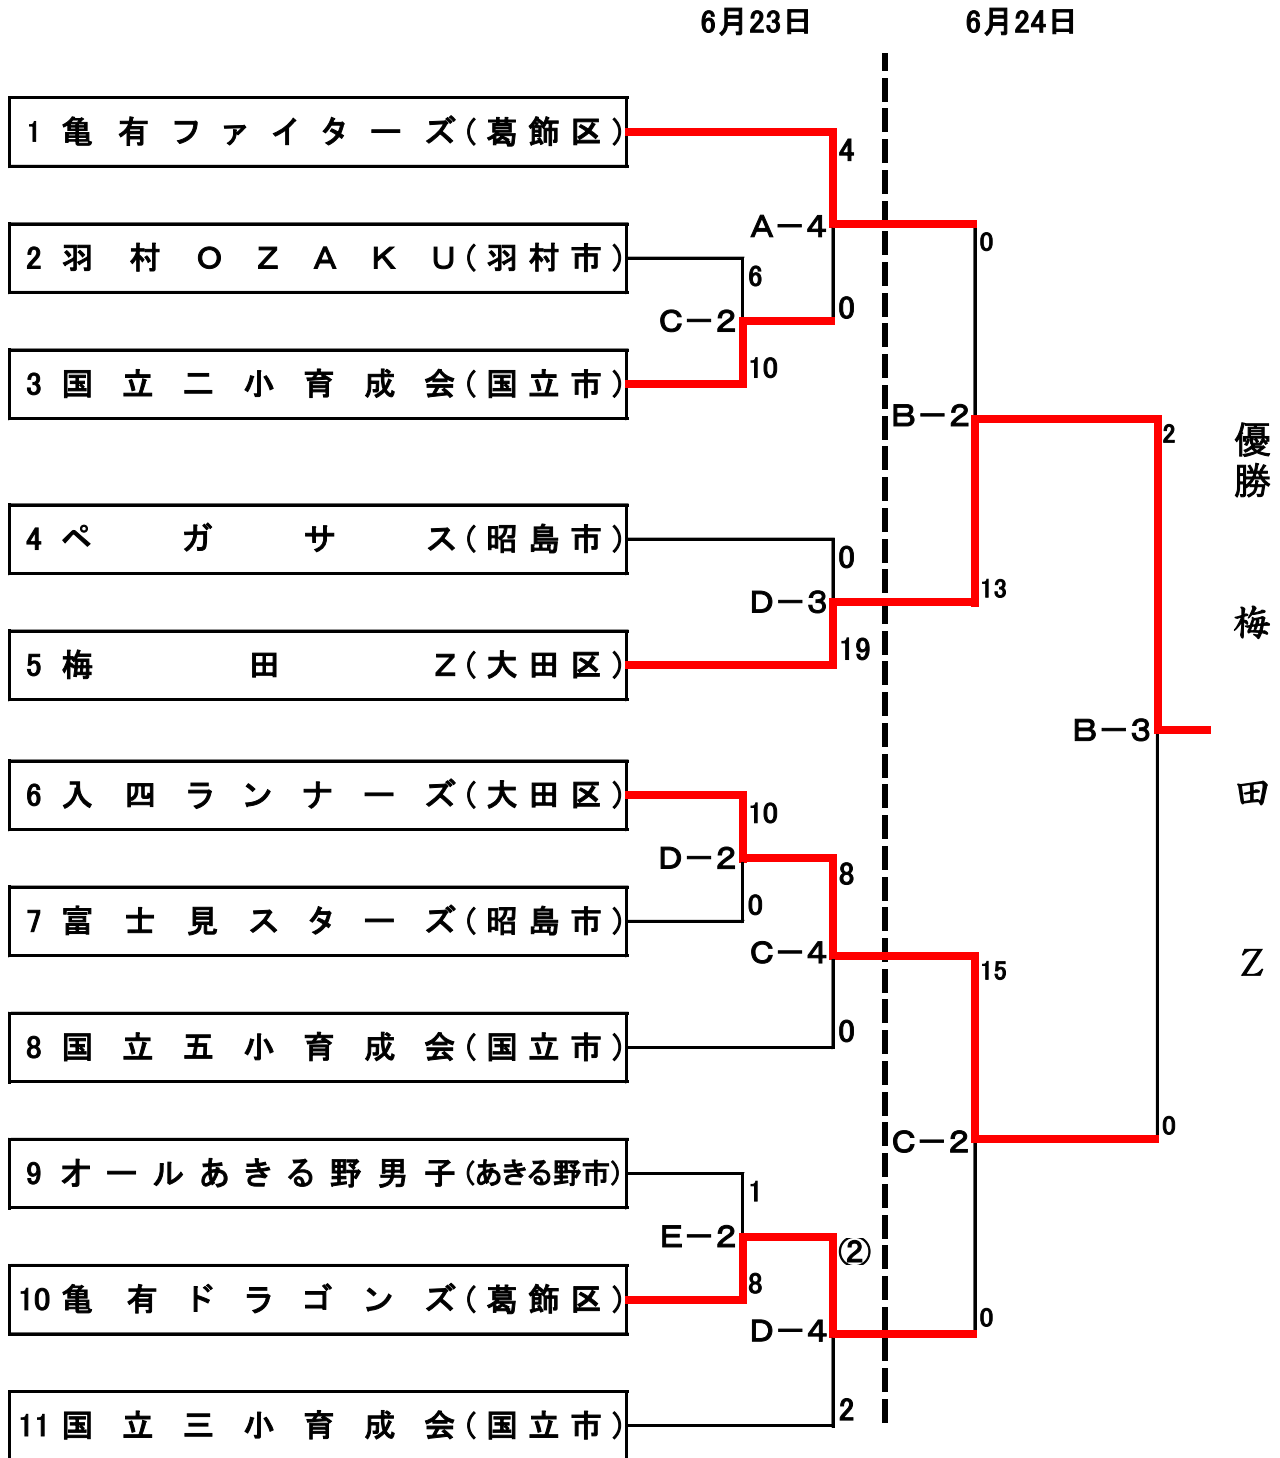 6月23日 6月24日
1 亀有ファイターズ(葛飾区)
4
A－4
0
2 羽村OZAKU(羽村市)
6
C－2
0
10
3 国立二小育成会(国立市)
B－2
2
優勝 梅田Z
4 ペガサス(昭島市)
0
D－3
13
19
5 梅田Z(大田区)
B－3
6 入四ランナーズ(大田区)
10
D－2
8
0
7 富士見スターズ(昭島市)
C－4
15
0
8 国立五小育成会(国立市)
C－2
0
9 オールあきる野男子(あきる野市)
1
E－2
(2)
8
10 亀有ドラゴンズ(葛飾区)
D－4
0
2
11 国立三小育成会(国立市)